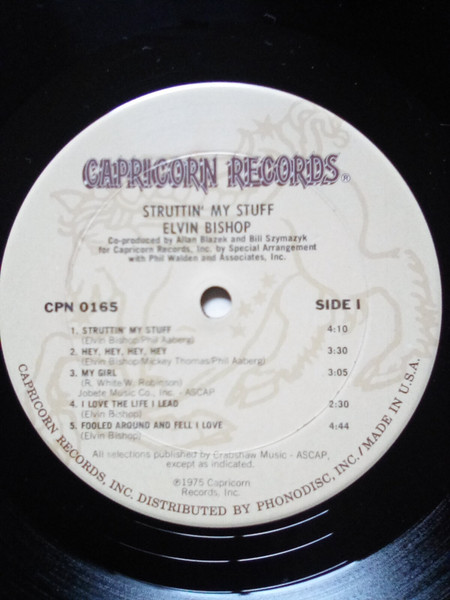 CAPRICORN RECORDS®
STRUTTIN' MY STUFF
ELVIN BISHOP
Co-produced by Allan Blazek and Bill Szymazyk
for Capricorn Records, Inc. by Special Arrangement
with Phil Walden and Associates, Inc.
CPN 0165
SIDE I
1. STRUTTIN' MY STUFF 4:10
(Elvin Bishop/Phil Aaberg)
2. HEY, HEY, HEY, HEY 3:30
(Elvin Bishop/Mickey Thomas/Phil Aaberg)
3. MY GIRL 3:05
(R. White/W. Robinson)
Jobete Music Co., Inc. - ASCAP
4. I LOVE THE LIFE I LEAD 2:30
(Elvin Bishop)
5. FOOLED AROUND AND FELL I LOVE 4:44
(Elvin Bishop)
All selections published by Crabshaw Music - ASCAP,
except as indicated.
℗1975 Capricorn
Records, Inc.
CAPRICORN RECORDS, INC. DISTRIBUTED BY PHONODISC, INC./MADE IN U.S.A.